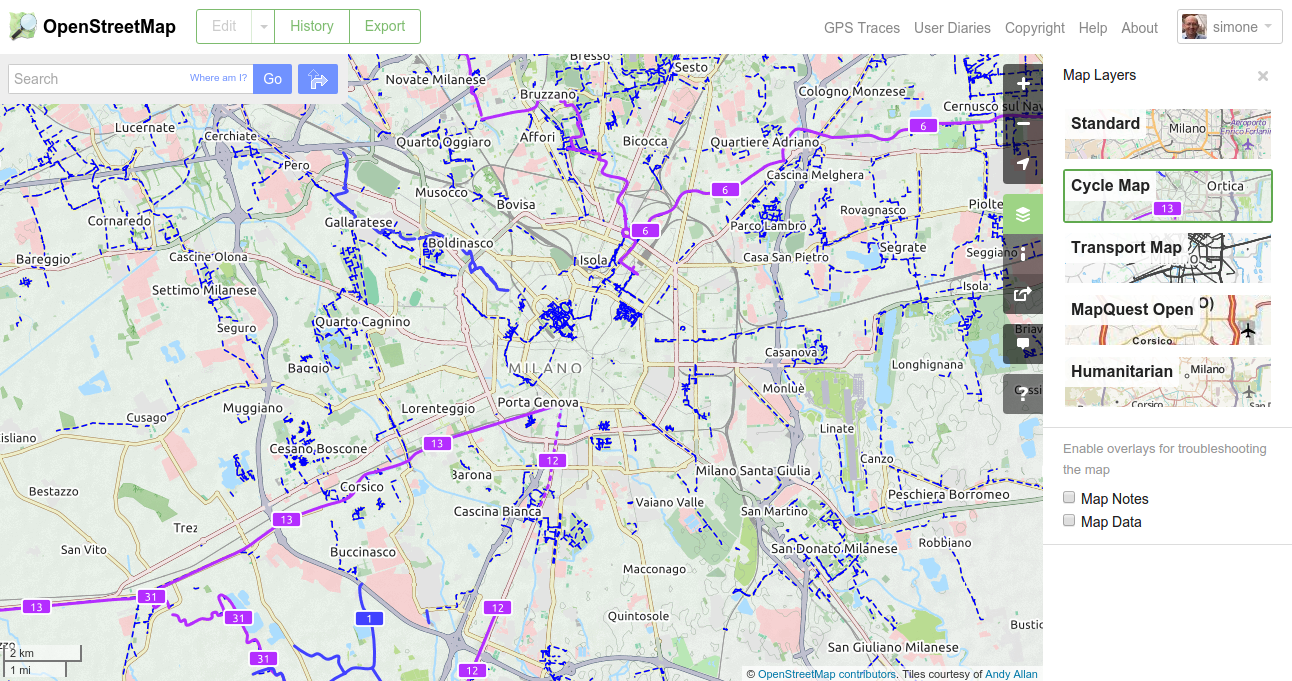 OpenStreetMap
Edit
History
Export
GPS Traces
User Diaries
Copyright
Help
About
simone
Search
Where am I?
Go
Bresso
Sesto
Novate Milanese
Bruzzano
Cologno Monzese
Cernusco sul Nav
Lucernate
Cerchiate
Affori
6
Quarto Oggiaro
Bicocca
Quartiere Adriano
Pero
Cascina Melghera
Musocco
6
Bovisa
Piolte
Rovagnasco
Cornaredo
Gallaratese
Parco Lambro
6
Boldinasco
Segrate
Bareggio
Cascine Olona
Isola
Casa San Pietro
Seggiano
Settimo Milanese
Isola
Quarto Cagnino
Seguro
Casanova
Baggio
MILANO
Longhignana
Monluè
Porta Genova
Muggiano
Lorenteggio
Cusago
Linate
isliano
13
Cesano Boscone
12
Canzo
Barona
Milano Santa Giulia
Corsico
Bestazzo
Peschiera Borromeo
Vaiano Valle
Cascina Bianca
San Martino
13
Trez
Robbiano
San Vito
Buccinasco
San Donato Milanese
Macconago
31
13
12
31
1
Quintosole
Bustic
San Giuliano Milanese
31
12
2 km
1 mi
© OpenStreetMap contributors. Tiles courtesy of Andy Allan
Map Layers
Standard
Milano
Aeroporto
Enrico Forlanini
Cycle Map
Ortica
13
Transport Map
MapQuest Open
O)
Corsico
Humanitarian
Milano
Corsico
San D
Enable overlays for troubleshooting
the map
Map Notes
Map Data